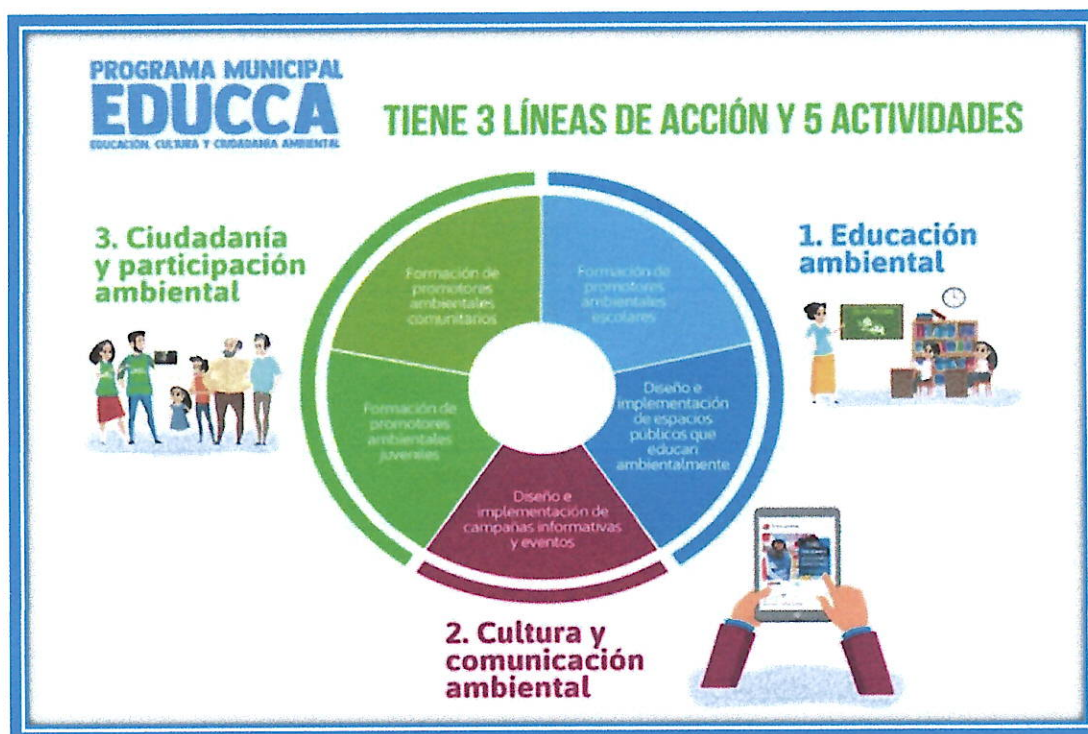 PROGRAMA MUNICIPAL
EDUCCA
EDUCACIÓN, CULTURA Y CIUDADANÍA AMBIENTAL
TIENE 3 LÍNEAS DE ACCIÓN Y 5 ACTIVIDADES
3. Ciudadanía
y participación
ambiental
Formación de
promotores
ambientales
comunitarios
Formación de
promotores
ambientales
escolares
1. Educación
ambiental
Formación de
promotores
ambientales
juveniles
Diseño e
implementación
de espacios
públicos que
educan
ambientalmente
Diseño e
implementación de
campañas informativas
y eventos
2. Cultura y
comunicación
ambiental